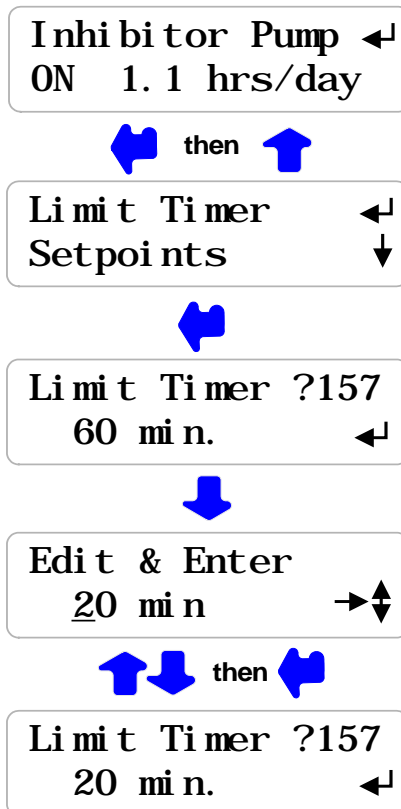 Inhibitor Pump
ON 1.1 hrs/day
then
Limit Timer
Setpoints
Limit Timer ?157
60 min.
Edit & Enter
20 min
then
Limit Timer ?157
20 min.